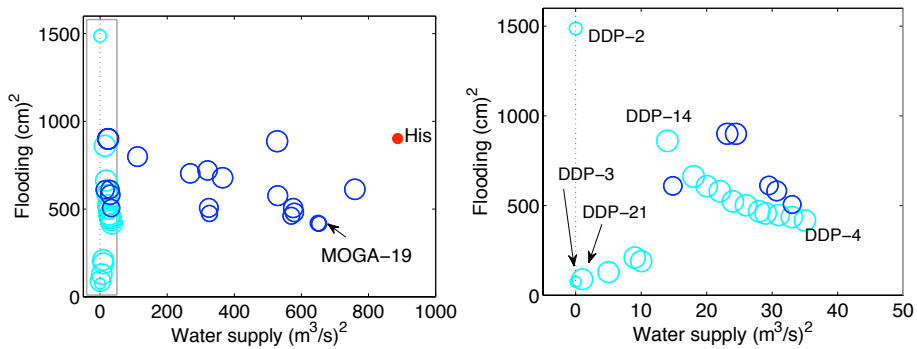 1500
1000
500
0
Flooding (cm)²
0 200 400 600 800 1000
Water supply (m³/s)²
His
MOGA−19
1500
1000
500
0
Flooding (cm)²
0 10 20 30 40 50
Water supply (m³/s)²
DDP−2
DDP−14
DDP−3
DDP−21
DDP−4